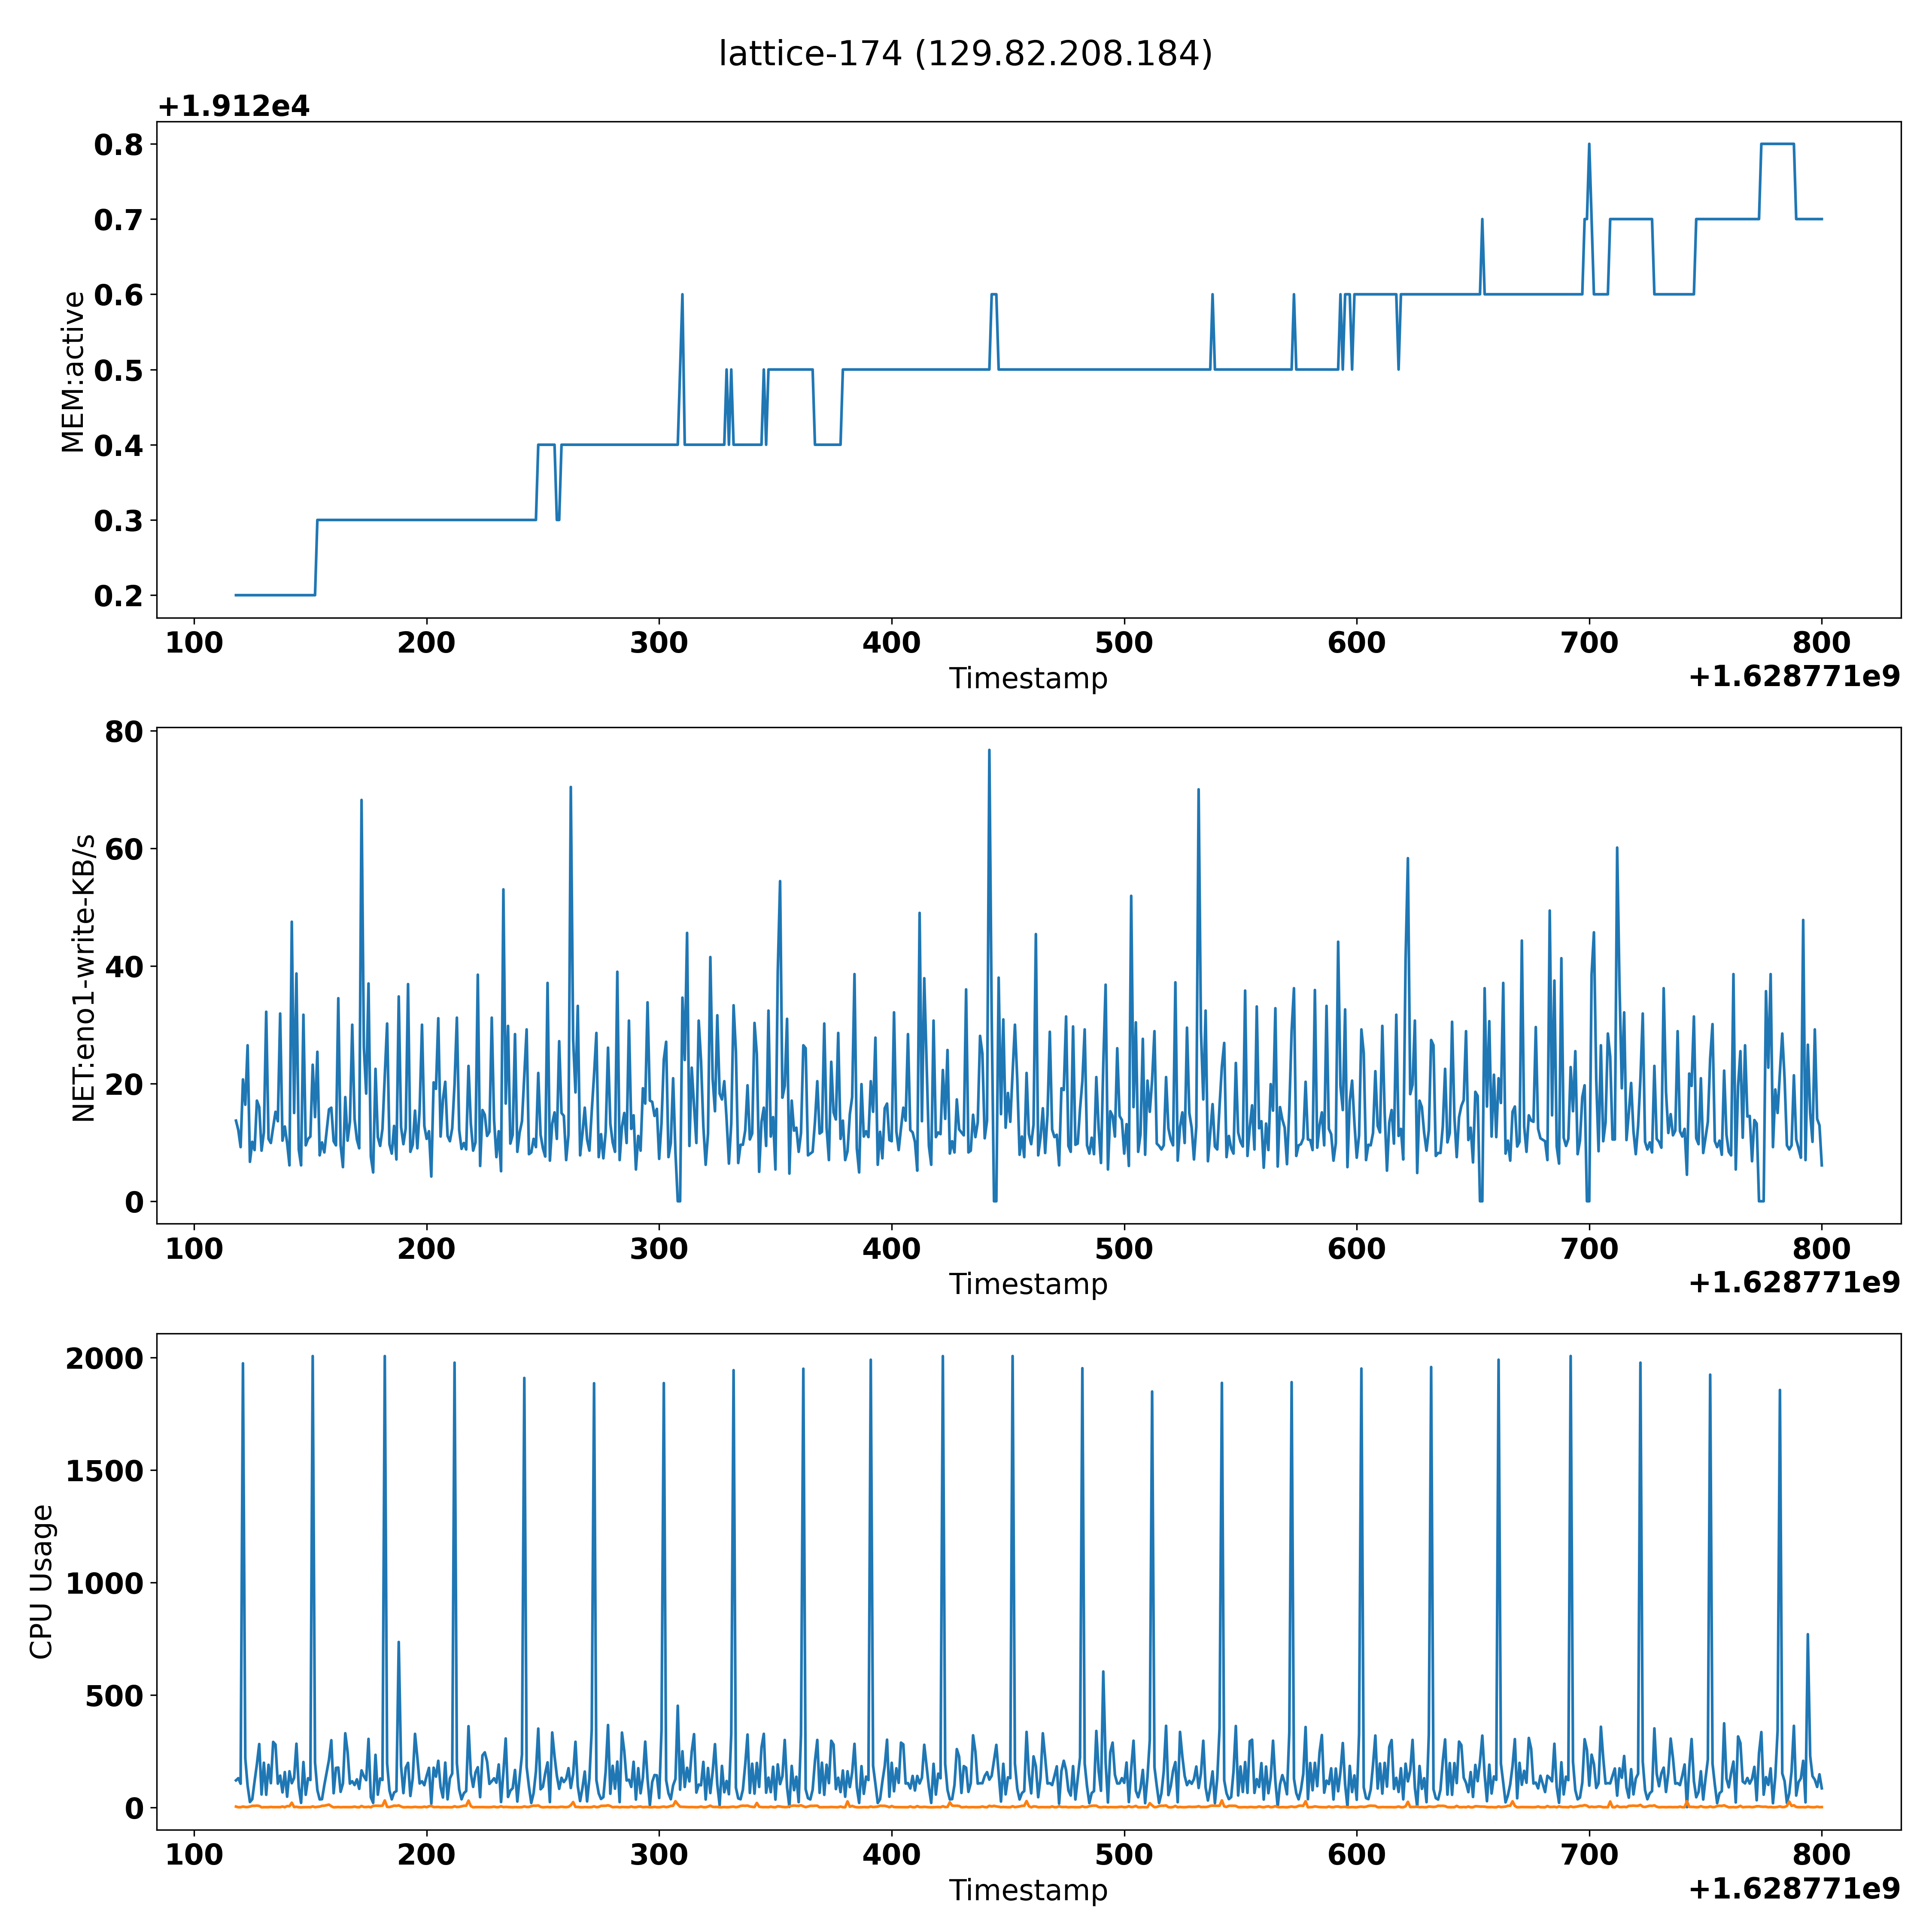 lattice-174 (129.82.208.184)
+1.912e4
0.8
0.7
0.6
0.5
0.4
0.3
0.2
MEM:active
100 200 300 400 500 600 700 800
Timestamp
+1.628771e9
80
60
40
20
0
NET:eno1-write-KB/s
100 200 300 400 500 600 700 800
Timestamp
+1.628771e9
2000
1500
1000
500
0
CPU Usage
100 200 300 400 500 600 700 800
Timestamp
+1.628771e9